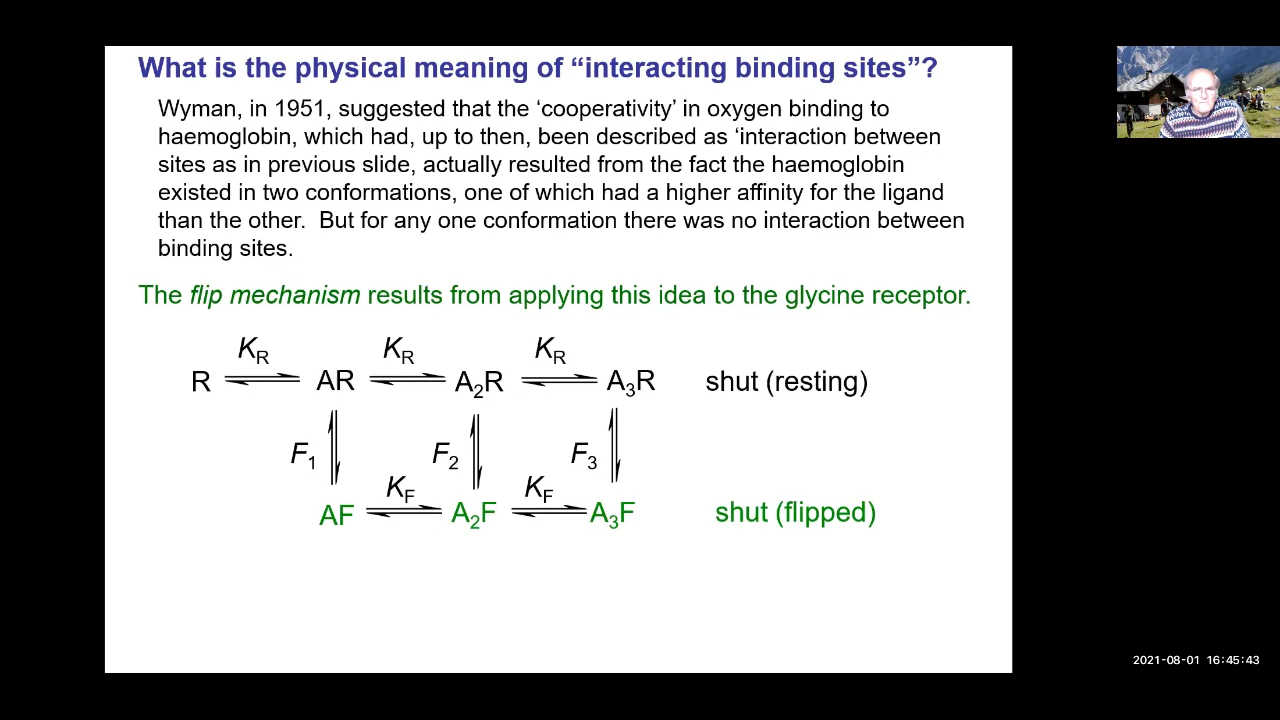 What is the physical meaning of “interacting binding sites”?
Wyman, in 1951, suggested that the ‘cooperativity’ in oxygen binding to
haemoglobin, which had, up to then, been described as ‘interaction between
sites as in previous slide, actually resulted from the fact the haemoglobin
existed in two conformations, one of which had a higher affinity for the ligand
than the other. But for any one conformation there was no interaction between
binding sites.
The flip mechanism results from applying this idea to the glycine receptor.
K_R K_R K_R
R ⇌ AR ⇌ A₂R ⇌ A₃R shut (resting)
F₁ F₂ F₃
K_F K_F
AF ⇌ A₂F ⇌ A₃F shut (flipped)
2021-08-01 16:45:43